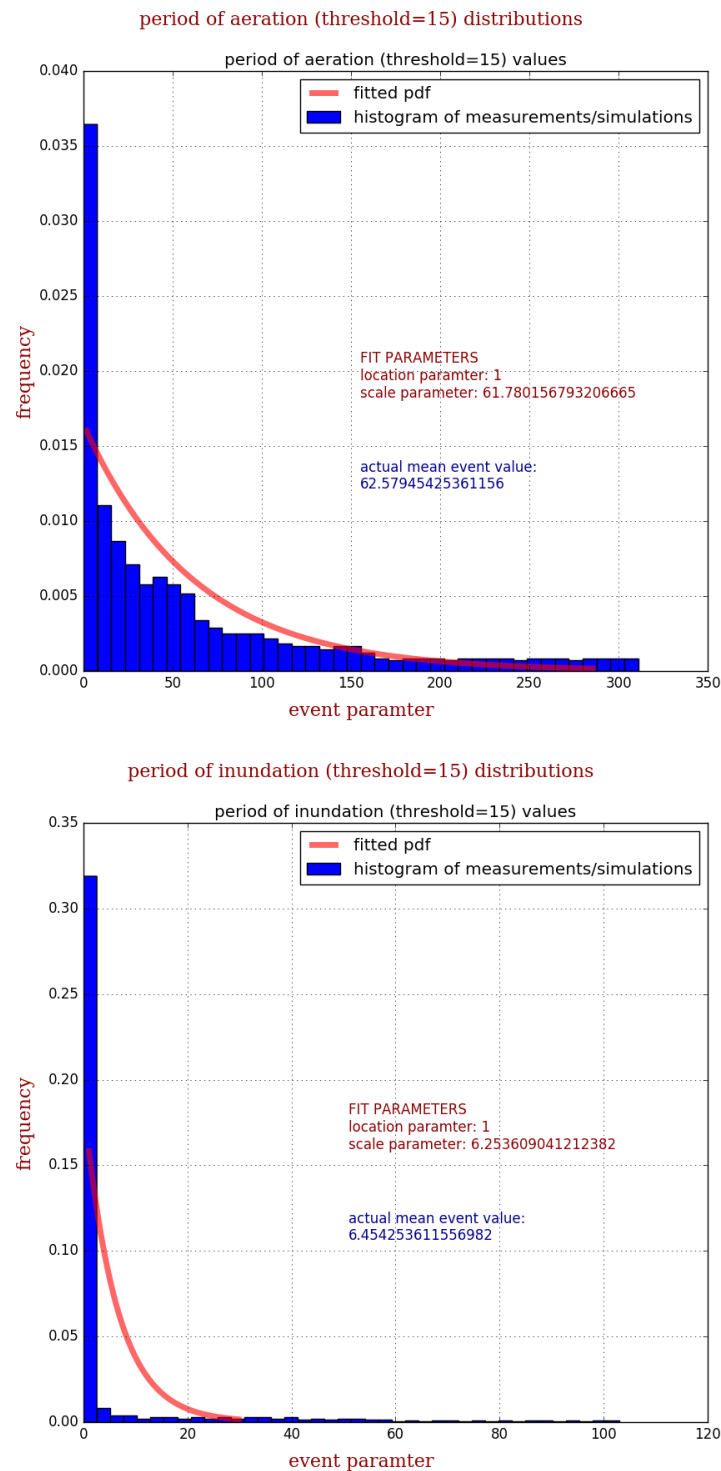 period of aeration (threshold=15) distributions
period of aeration (threshold=15) values
fitted pdf
histogram of measurements/simulations
0.040
0.035
0.030
0.025
0.020
0.015
0.010
0.005
0.000
frequency
FIT PARAMETERS
location paramter: 1
scale parameter: 61.780156793206665
actual mean event value:
62.57945425361156
0 50 100 150 200 250 300 350
event paramter
period of inundation (threshold=15) distributions
period of inundation (threshold=15) values
fitted pdf
histogram of measurements/simulations
0.35
0.30
0.25
0.20
0.15
0.10
0.05
0.00
frequency
FIT PARAMETERS
location paramter: 1
scale parameter: 6.253609041212382
actual mean event value:
6.454253611556982
0 20 40 60 80 100 120
event paramter